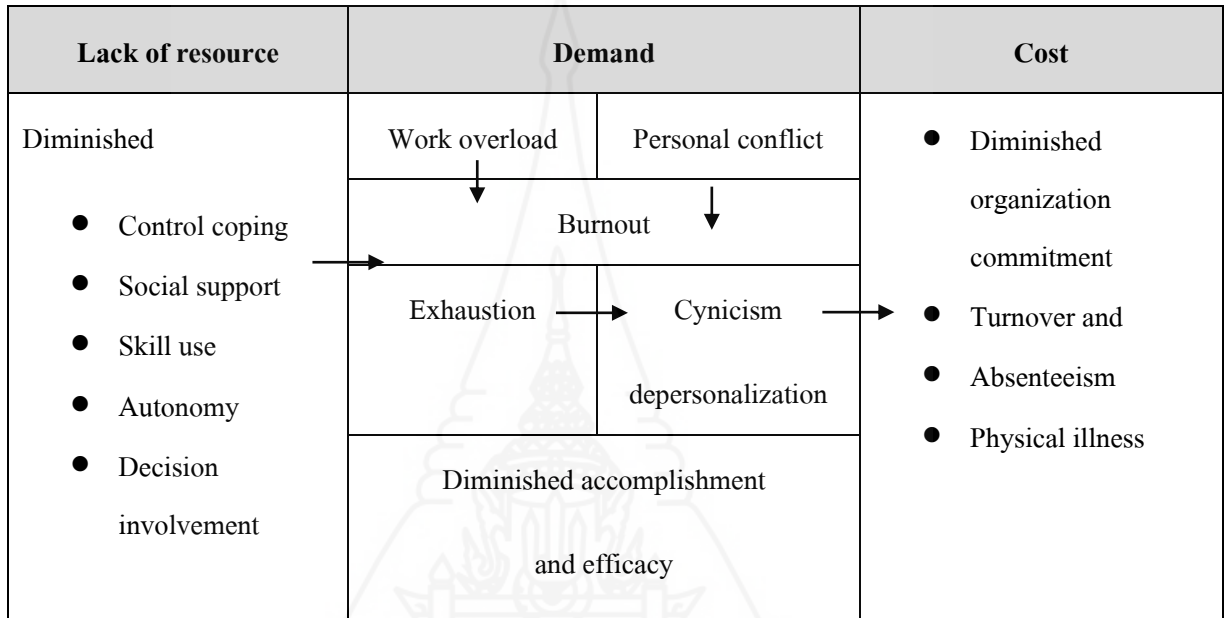 Lack of resource
Demand
Cost
Diminished
● Control coping
● Social support
● Skill use
● Autonomy
● Decision
involvement
Work overload
Personal conflict
Burnout
Exhaustion
Cynicism
depersonalization
Diminished accomplishment
and efficacy
● Diminished
organization
commitment
● Turnover and
● Absenteeism
● Physical illness